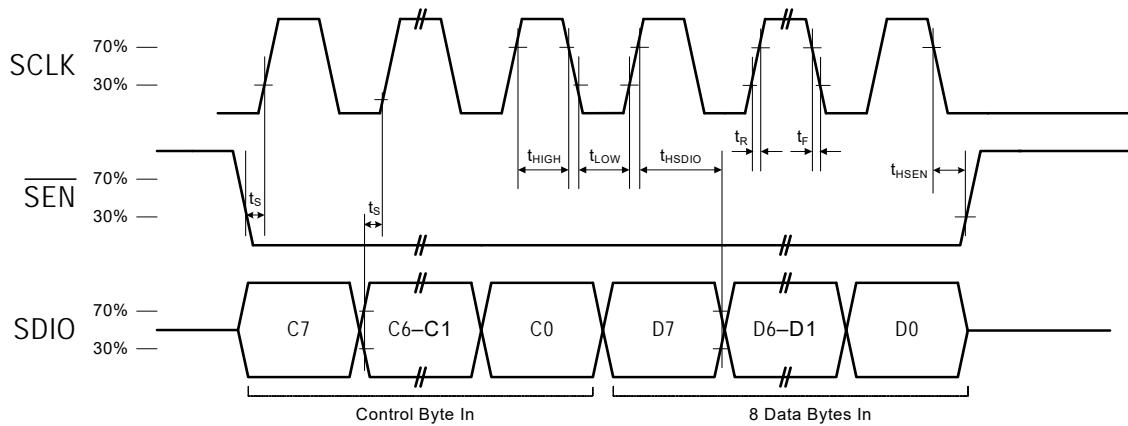 SCLK
70%
30%
tHIGH
tLOW
tHSDIO
tR
tF
tHSEN
SEN
70%
30%
tS
tS
SDIO
70%
30%
C7
C6–C1
C0
D7
D6–D1
D0
Control Byte In
8 Data Bytes In